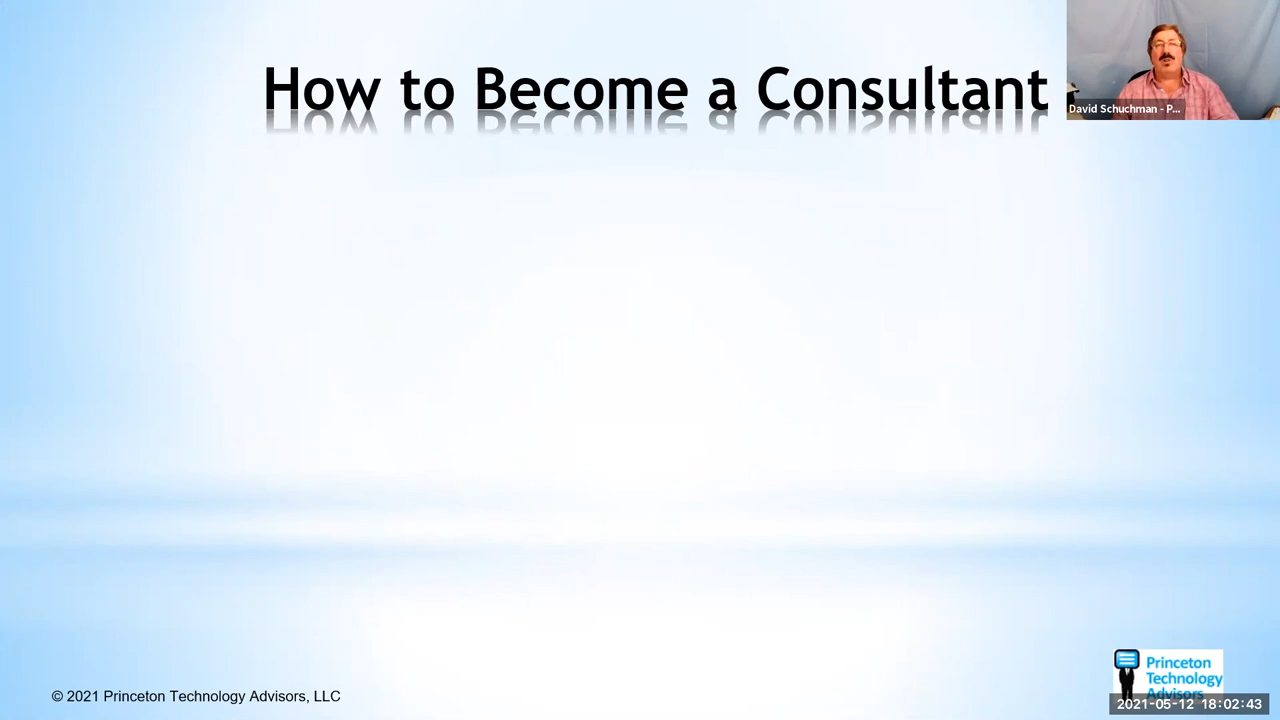 How to Become a Consultant
David Schuchman - P...
© 2021 Princeton Technology Advisors, LLC
Princeton
Technology
Advisors
2021-05-12 18:02:43